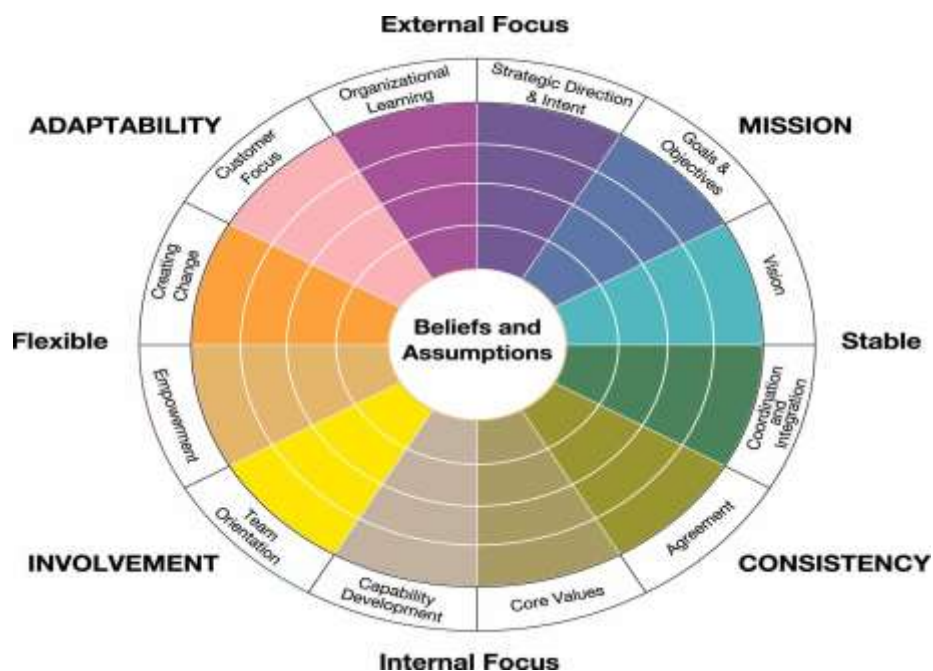 External Focus
ADAPTABILITY
MISSION
Organizational
Learning
Strategic Direction
& Intent
Customer
Focus
Goals &
Objectives
Creating
Change
Vision
Flexible
Beliefs and
Assumptions
Stable
Empowerment
Coordination
and
Integration
Team
Orientation
Agreement
INVOLVEMENT
CONSISTENCY
Capability
Development
Core Values
Internal Focus